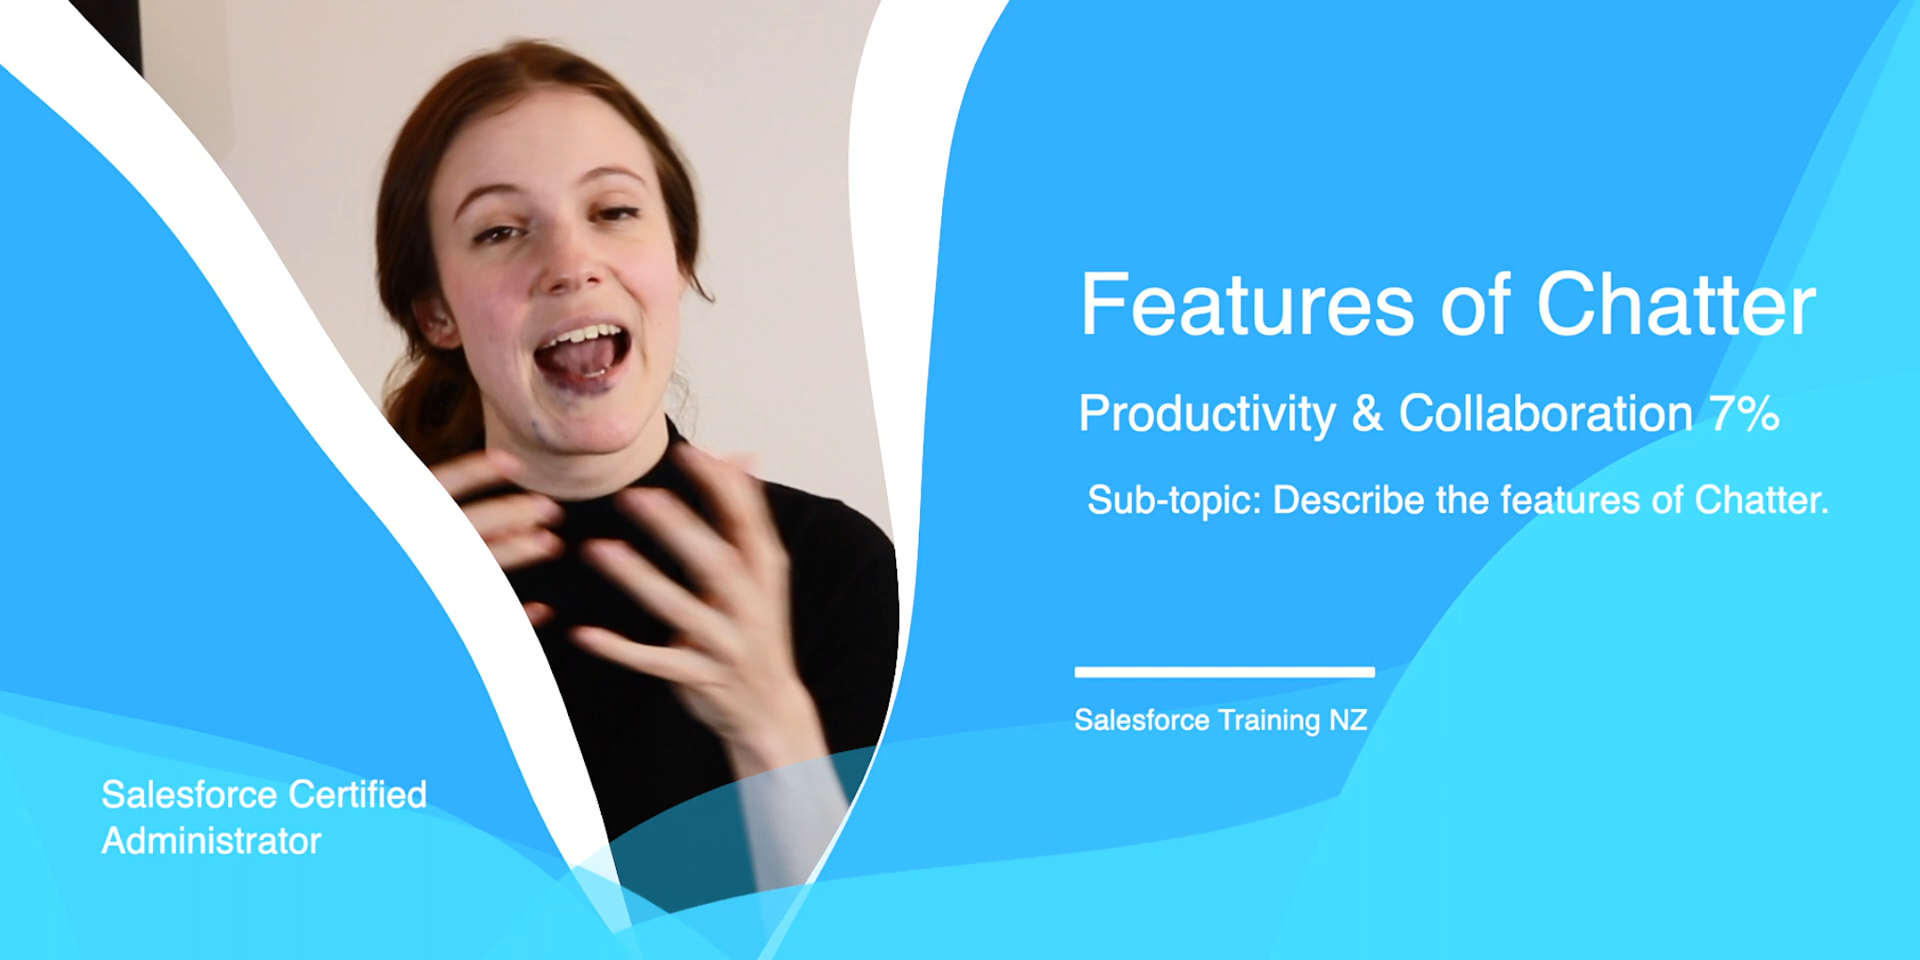 Features of Chatter
Productivity & Collaboration 7%
Sub-topic: Describe the features of Chatter.
Salesforce Training NZ
Salesforce Certified
Administrator